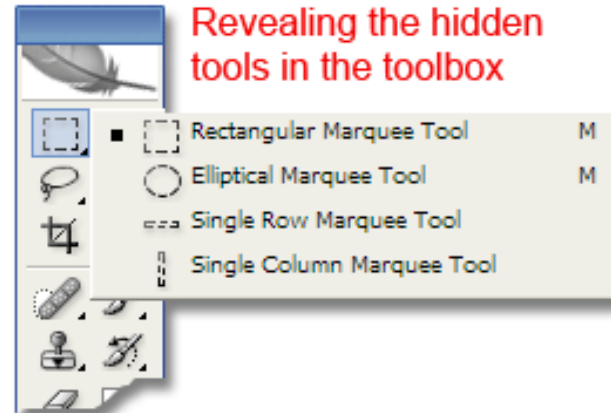 Revealing the hidden
tools in the toolbox
Rectangular Marquee Tool M
Elliptical Marquee Tool M
Single Row Marquee Tool
Single Column Marquee Tool